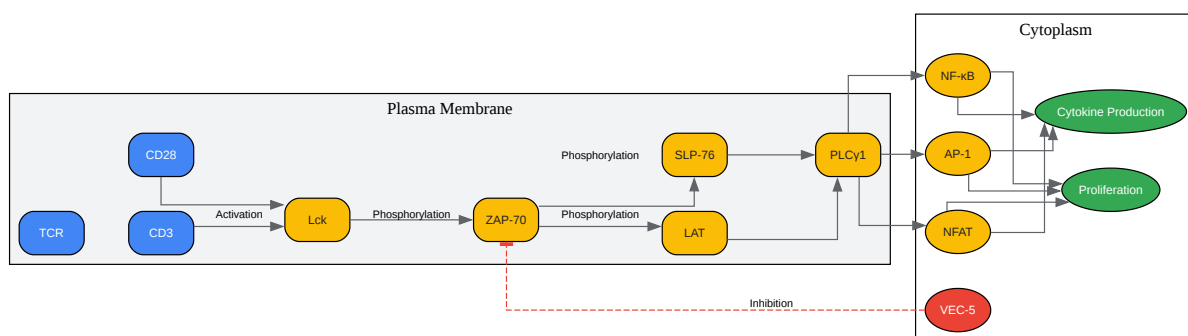 Cytoplasm
Plasma Membrane
NF-κB
Cytokine Production
CD28
Phosphorylation
SLP-76
PLCγ1
AP-1
Proliferation
TCR
CD3
Activation
Lck
Phosphorylation
ZAP-70
Phosphorylation
LAT
NFAT
Inhibition
VEC-5